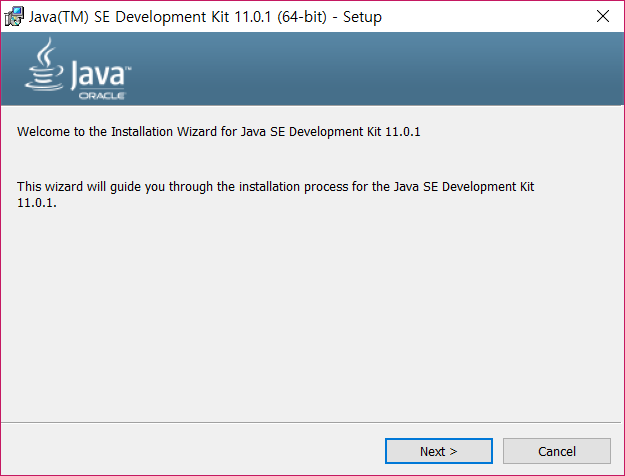 Java(TM) SE Development Kit 11.0.1 (64-bit) - Setup
Java™
ORACLE
Welcome to the Installation Wizard for Java SE Development Kit 11.0.1
This wizard will guide you through the installation process for the Java SE Development Kit
11.0.1.
Next >
Cancel